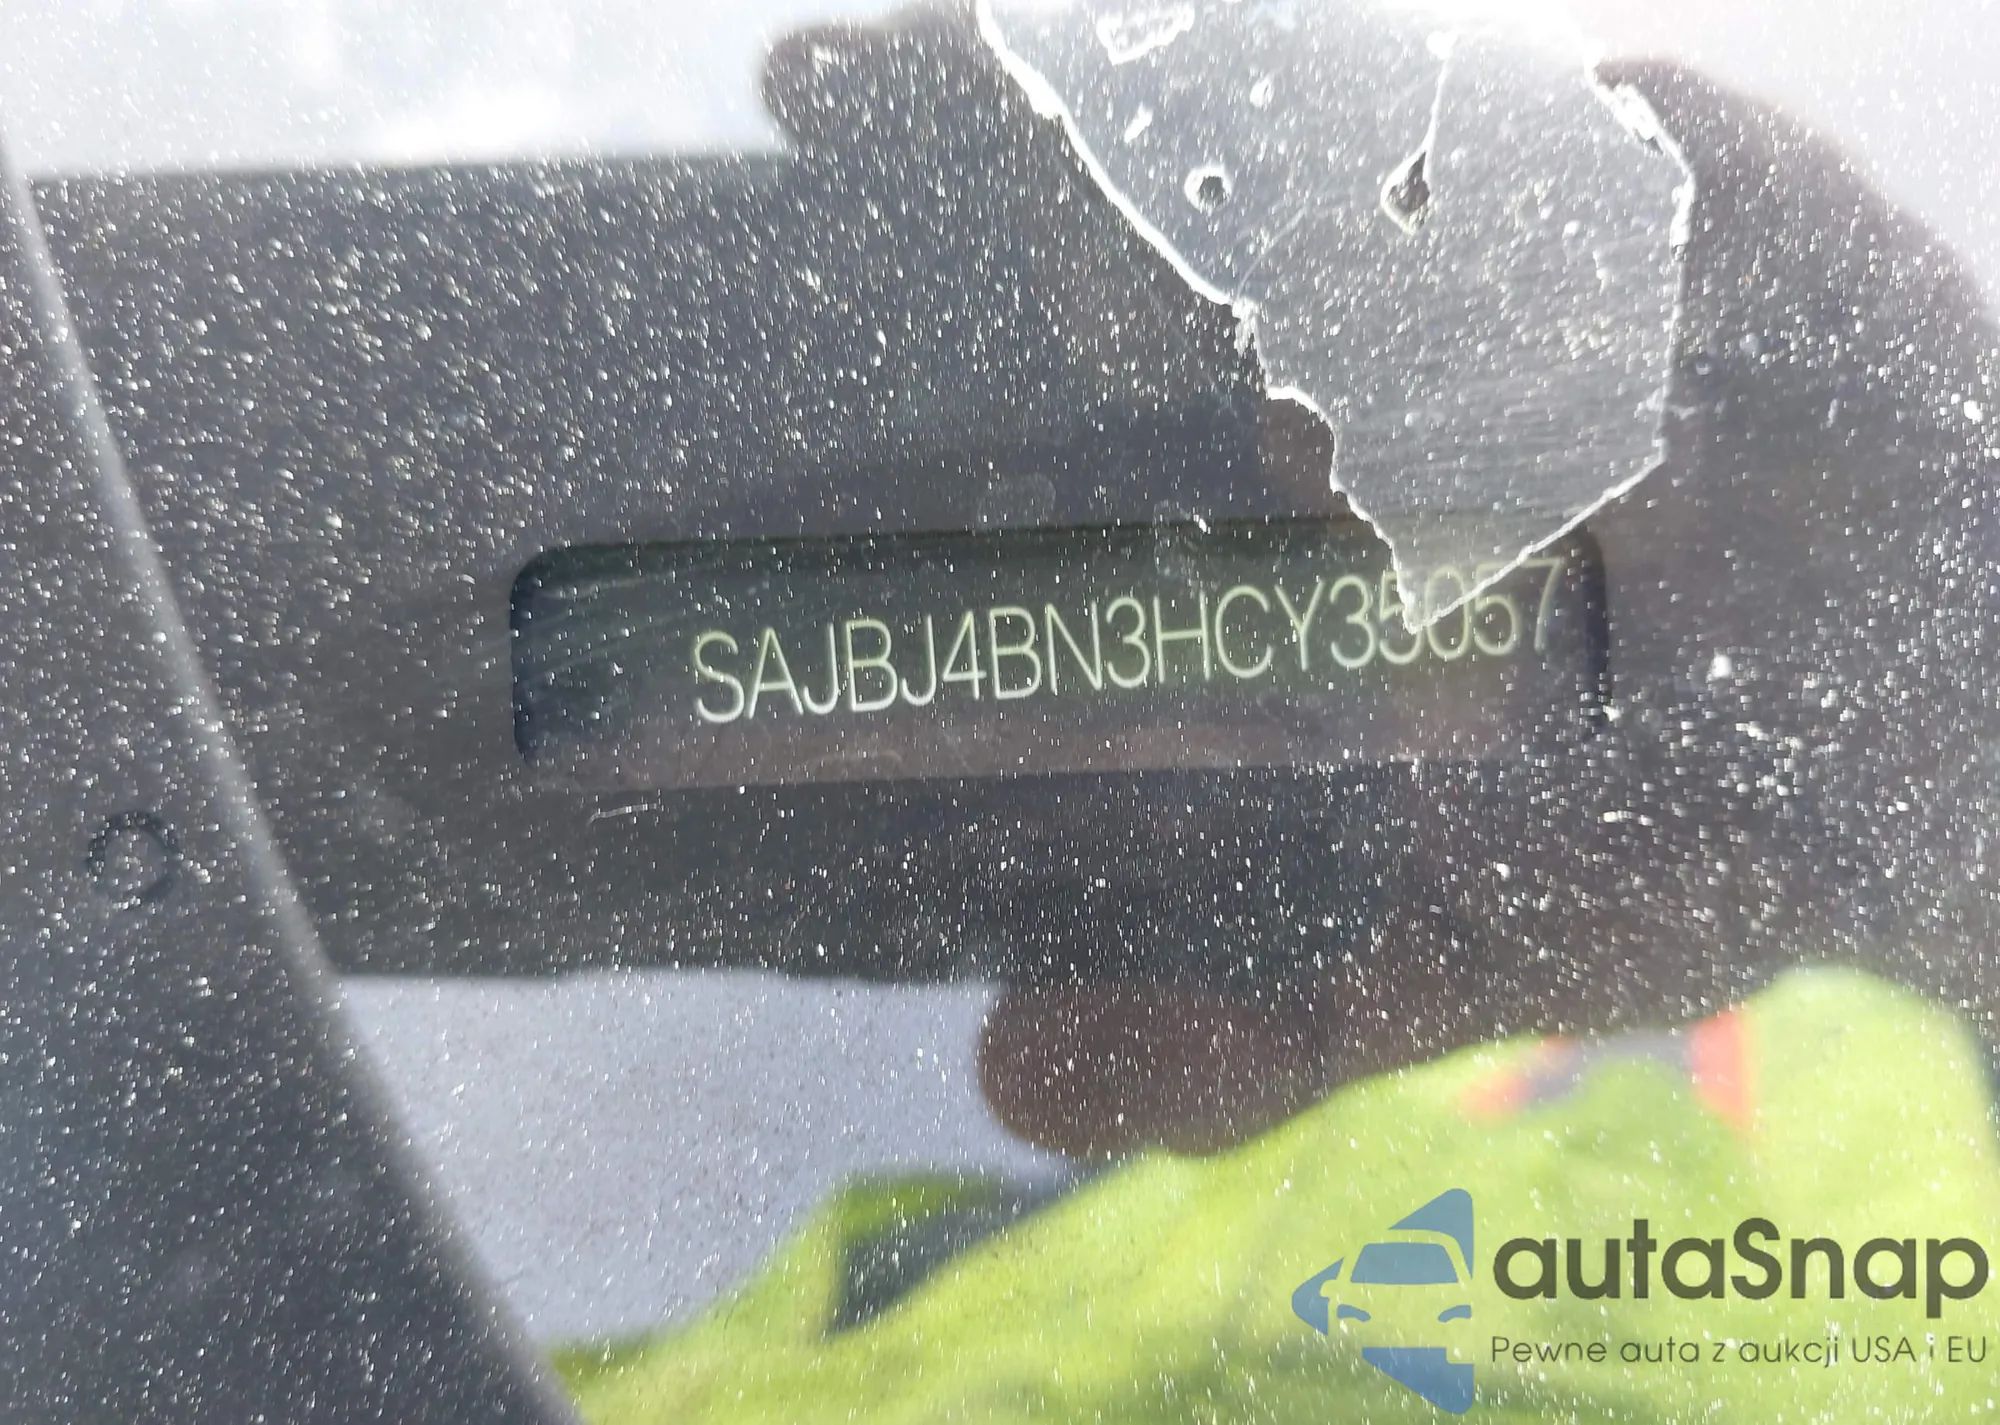 SAJBJ4BN3HCY35057
autaSnap
Pewne auta z aukcji USA i EU